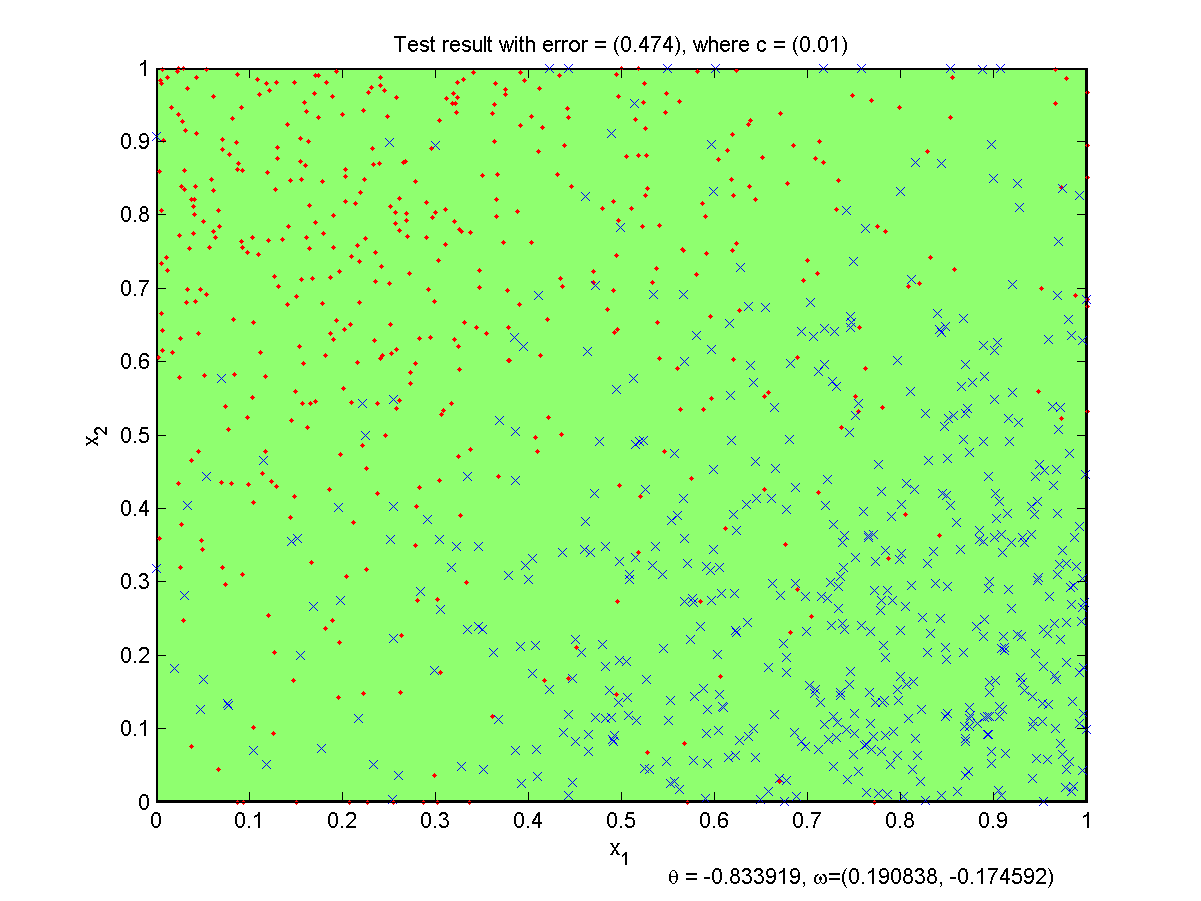 Test result with error = (0.474), where c = (0.01)
1
0.9
0.8
0.7
0.6
0.5
0.4
0.3
0.2
0.1
0
x2
0 0.1 0.2 0.3 0.4 0.5 0.6 0.7 0.8 0.9 1
x1
θ = -0.833919, ω=(0.190838, -0.174592)